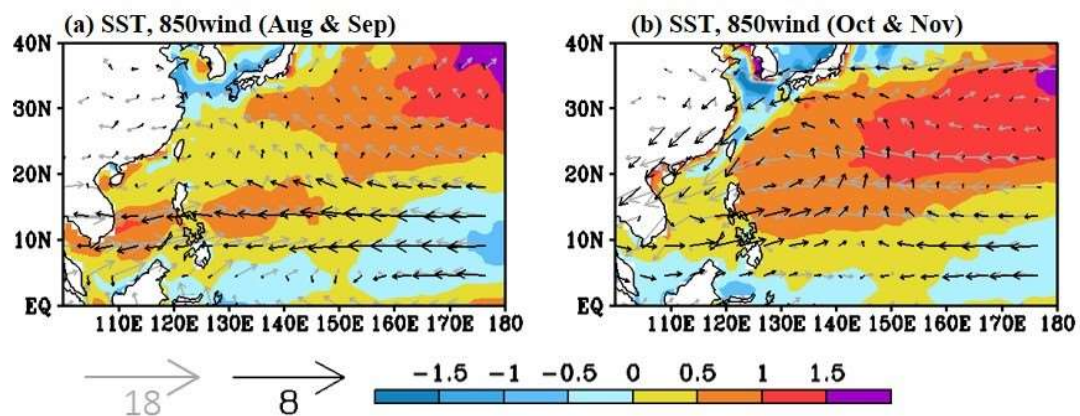 (a) SST, 850wind (Aug & Sep)
(b) SST, 850wind (Oct & Nov)
40N
30N
20N
10N
EQ
110E 120E 130E 140E 150E 160E 170E 180
40N
30N
20N
10N
EQ
110E 120E 130E 140E 150E 160E 170E 180
18
8
-1.5 -1 -0.5 0 0.5 1 1.5